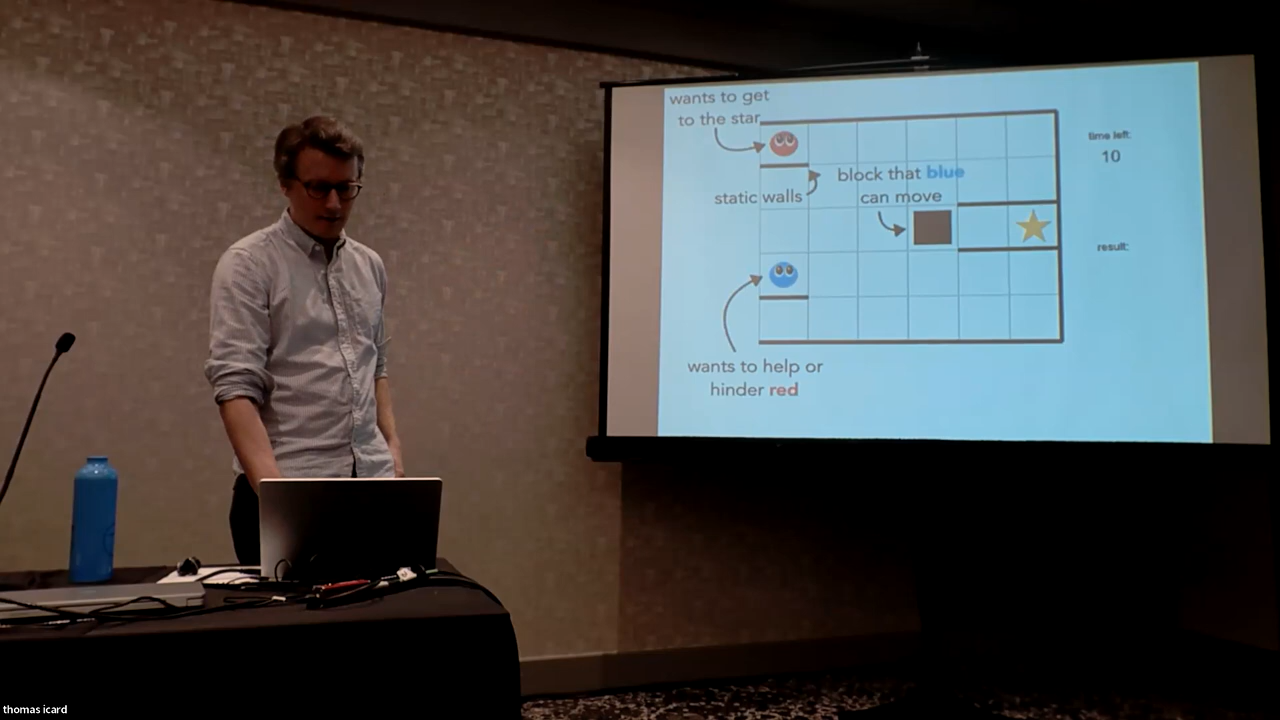 wants to get
to the star
time left:
10
block that blue
can move
static walls
result:
wants to help or
hinder red
thomas icard